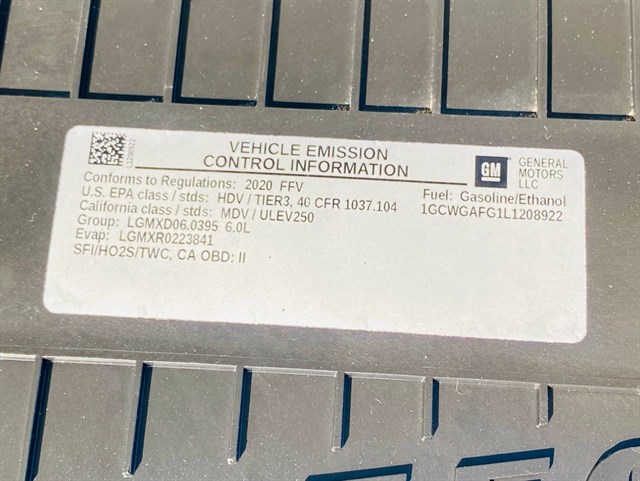 VEHICLE EMISSION
CONTROL INFORMATION
GM
GENERAL
MOTORS
LLC
Conforms to Regulations: 2020 FFV
U.S. EPA class / stds: HDV / TIER3, 40 CFR 1037.104
California class / stds: MDV / ULEV250
Group: LGMXD06.0395 6.0L
Evap: LGMXR0223841
SFI/HO2S/TWC, CA OBD: II
Fuel: Gasoline/Ethanol
1GCWGAFG1L1208922